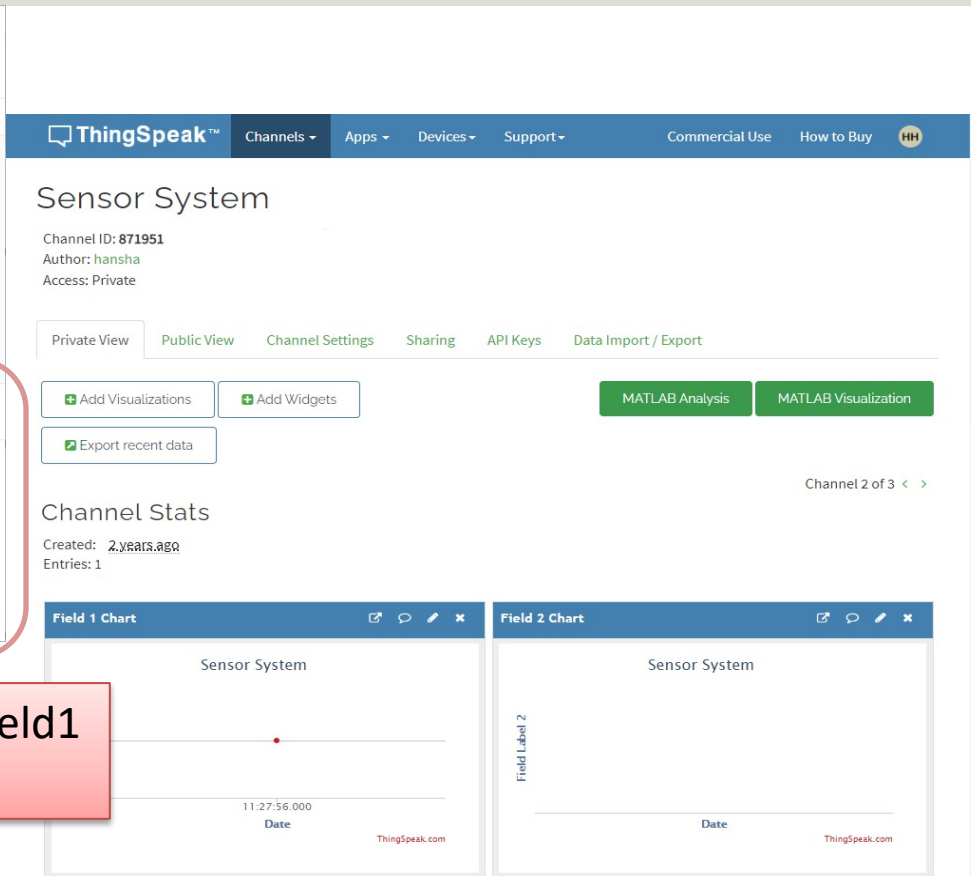 ThingSpeak™ Channels Apps Devices Support Commercial Use How to Buy HH
Sensor System
Channel ID: 871951
Author: hansha
Access: Private
Private View Public View Channel Settings Sharing API Keys Data Import / Export
Add Visualizations Add Widgets MATLAB Analysis MATLAB Visualization
Export recent data
Channel 2 of 3 < >
Channel Stats
Created: 2 years ago
Entries: 1
Field 1 Chart
Sensor System
11:27:56.000
Date
ThingSpeak.com
Field 2 Chart
Sensor System
Field Label 2
Date
ThingSpeak.com
eld1